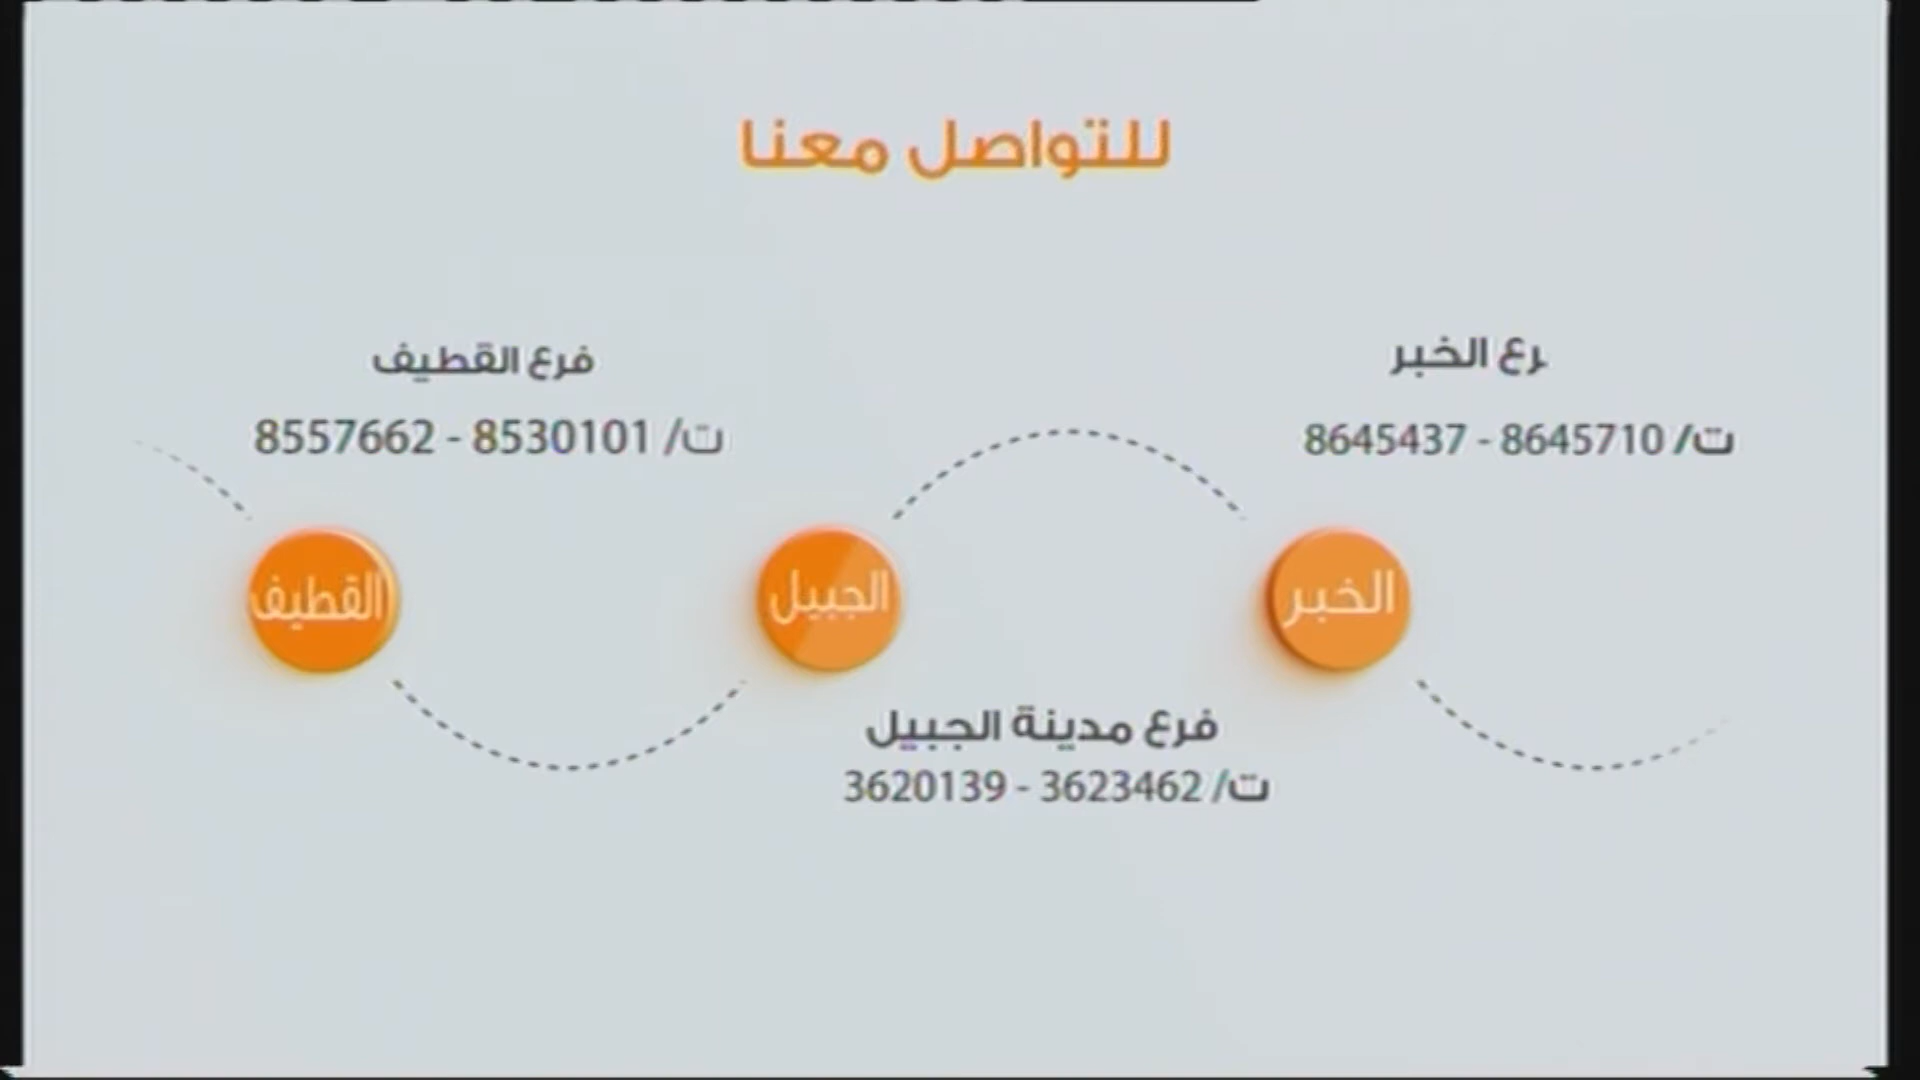 للتواصل معنا
رع الخبر
ت/ 8645710 - 8645437
فرع القطيف
ت/ 8530101 - 8557662
الخبر
الجبيل
القطيف
فرع مدينة الجبيل
ت/ 3623462 - 3620139